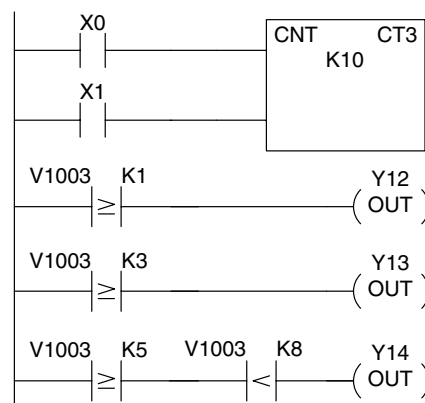 X0
CNT CT3
K10
X1
V1003 K1 Y12
≥ OUT
V1003 K3 Y13
≥ OUT
V1003 K5 V1003 K8 Y14
≥ < OUT